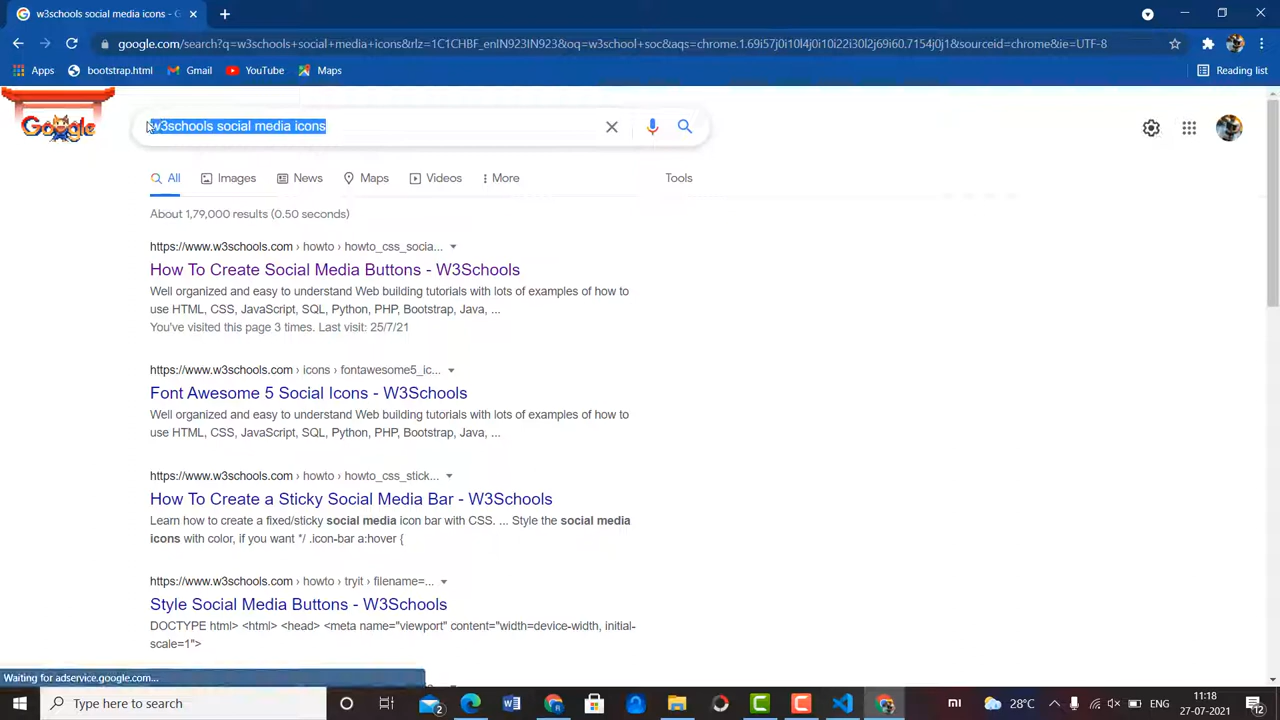 w3schools social media icons - G
google.com/search?q=w3schools+social+media+icons&rlz=1C1CHBF_enIN923IN923&oq=w3school+soc&aqs=chrome.1.69i57j0i10l4j0i10i22i30l2j69i60.7154j0j1&sourceid=chrome&ie=UTF-8
Apps bootstrap.html Gmail YouTube Maps Reading list
Google w3schools social media icons
All Images News Maps Videos More Tools
About 1,79,000 results (0.50 seconds)
https://www.w3schools.com › howto › howto_css_socia...
How To Create Social Media Buttons - W3Schools
Well organized and easy to understand Web building tutorials with lots of examples of how to
use HTML, CSS, JavaScript, SQL, Python, PHP, Bootstrap, Java, ...
You've visited this page 3 times. Last visit: 25/7/21
https://www.w3schools.com › icons › fontawesome5_ic...
Font Awesome 5 Social Icons - W3Schools
Well organized and easy to understand Web building tutorials with lots of examples of how to
use HTML, CSS, JavaScript, SQL, Python, PHP, Bootstrap, Java, ...
https://www.w3schools.com › howto › howto_css_stick...
How To Create a Sticky Social Media Bar - W3Schools
Learn how to create a fixed/sticky social media icon bar with CSS. ... Style the social media
icons with color, if you want */ .icon-bar a:hover {
https://www.w3schools.com › howto › tryit › filename=...
Style Social Media Buttons - W3Schools
DOCTYPE html> <html> <head> <meta name="viewport" content="width=device-width, initial-
scale=1">
Waiting for adservice.google.com...
Type here to search 2 28°C ENG 11:18
27-07-2021 12